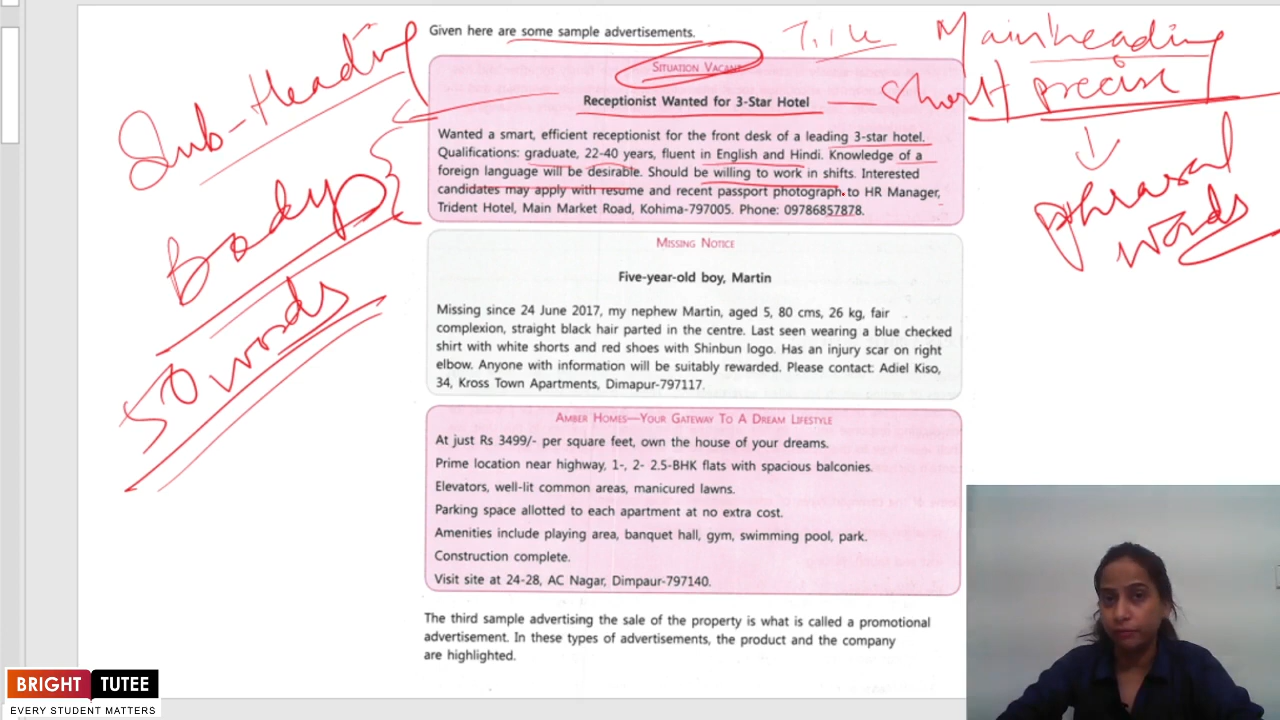 Given here are some sample advertisements.
Title Mainheading
Short precise
phrasal
words
Sub-Heading
Body
50 words
SITUATION VACANT
Receptionist Wanted for 3-Star Hotel
Wanted a smart, efficient receptionist for the front desk of a leading 3-star hotel.
Qualifications: graduate, 22-40 years, fluent in English and Hindi. Knowledge of a
foreign language will be desirable. Should be willing to work in shifts. Interested
candidates may apply with resume and recent passport photograph to HR Manager,
Trident Hotel, Main Market Road, Kohima-797005. Phone: 09786857878.
MISSING NOTICE
Five-year-old boy, Martin
Missing since 24 June 2017, my nephew Martin, aged 5, 80 cms, 26 kg, fair
complexion, straight black hair parted in the centre. Last seen wearing a blue checked
shirt with white shorts and red shoes with Shinbun logo. Has an injury scar on right
elbow. Anyone with information will be suitably rewarded. Please contact: Adiel Kiso,
34, Kross Town Apartments, Dimapur-797117.
AMBER HOMES—YOUR GATEWAY TO A DREAM LIFESTYLE
At just Rs 3499/- per square feet, own the house of your dreams.
Prime location near highway, 1-, 2- 2.5-BHK flats with spacious balconies.
Elevators, well-lit common areas, manicured lawns.
Parking space allotted to each apartment at no extra cost.
Amenities include playing area, banquet hall, gym, swimming pool, park.
Construction complete.
Visit site at 24-28, AC Nagar, Dimpaur-797140.
The third sample advertising the sale of the property is what is called a promotional
advertisement. In these types of advertisements, the product and the company
are highlighted.
BRIGHT TUTEE
EVERY STUDENT MATTERS